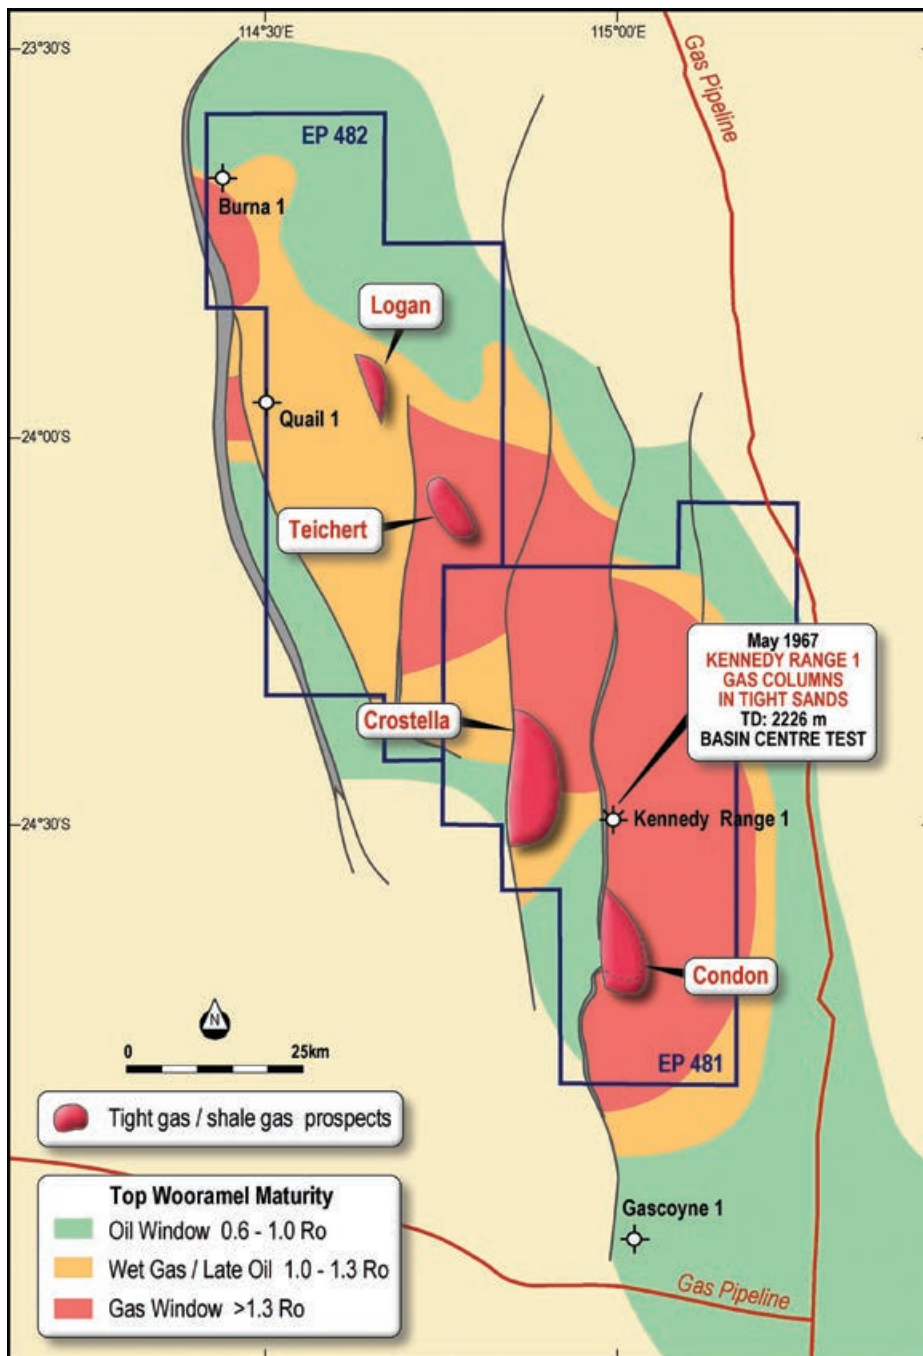 114°30'E
115°00'E
23°30'S
Gas Pipeline
EP 482
Burna 1
Logan
Quail 1
24°00'S
Teichert
May 1967
KENNEDY RANGE 1
GAS COLUMNS
IN TIGHT SANDS
TD: 2226 m
BASIN CENTRE TEST
Crostella
24°30'S
Kennedy Range 1
Condon
N
0 25km
EP 481
Tight gas / shale gas prospects
Top Wooramel Maturity
Oil Window 0.6 - 1.0 Ro
Wet Gas / Late Oil 1.0 - 1.3 Ro
Gas Window >1.3 Ro
Gascoyne 1
Gas Pipeline